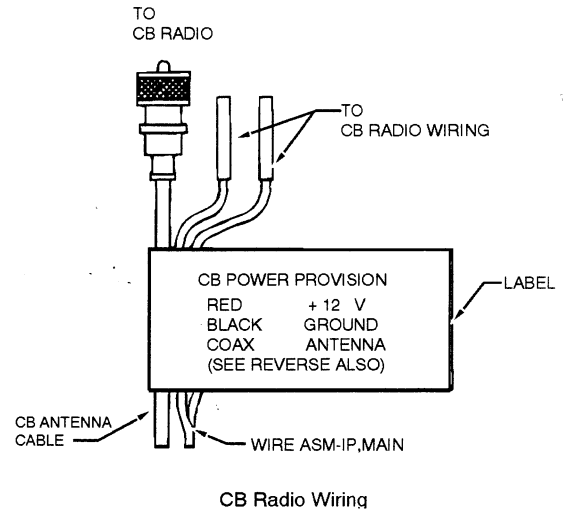 TO
CB RADIO
TO
CB RADIO WIRING
CB POWER PROVISION
RED + 12 V
BLACK GROUND
COAX ANTENNA
(SEE REVERSE ALSO)
LABEL
CB ANTENNA
CABLE
WIRE ASM-IP,MAIN
CB Radio Wiring